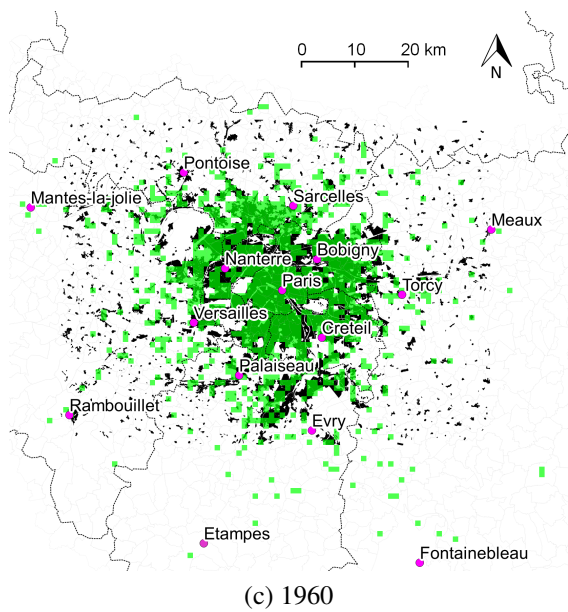 0 10 20 km
N
Pontoise
Mantes-la-jolie
Sarcelles
Meaux
Bobigny
Nanterre
Paris
Torcy
Versailles
Creteil
Palaiseau
Rambouillet
Evry
Etampes
Fontainebleau
(c) 1960